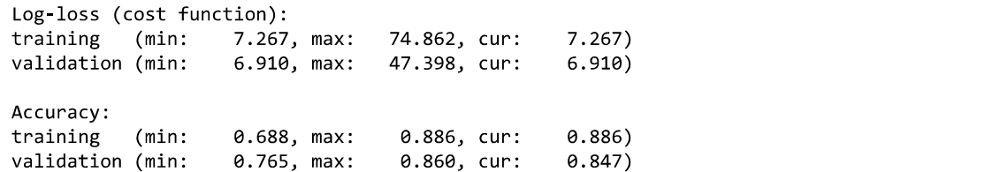 Log-loss (cost function):
training   (min:    7.267, max:   74.862, cur:    7.267)
validation (min:    6.910, max:   47.398, cur:    6.910)

Accuracy:
training   (min:    0.688, max:    0.886, cur:    0.886)
validation (min:    0.765, max:    0.860, cur:    0.847)